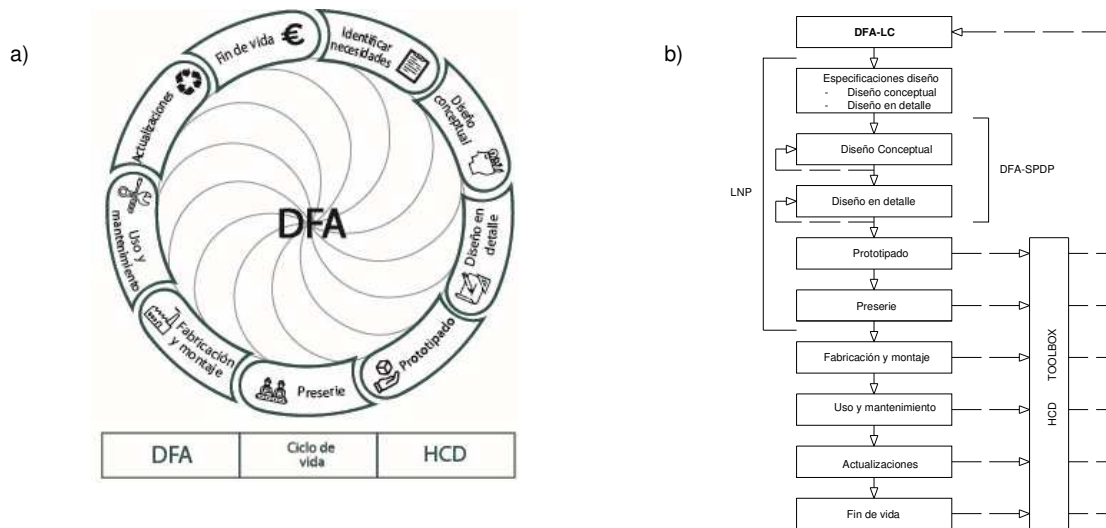 a)
Fin de vida
Identificar
necesidades
Diseño
conceptual
Diseño en
detalle
Prototipado
Preserie
Fabricación
y montaje
Uso y
mantenimiento
Actualizaciones
DFA
DFA
Ciclo de
vida
HCD
b)
DFA-LC
Especificaciones diseño
- Diseño conceptual
- Diseño en detalle
Diseño Conceptual
DFA-SPDP
LNP
Diseño en detalle
Prototipado
Preserie
Fabricación y montaje
Uso y mantenimiento
Actualizaciones
Fin de vida
HCD TOOLBOX